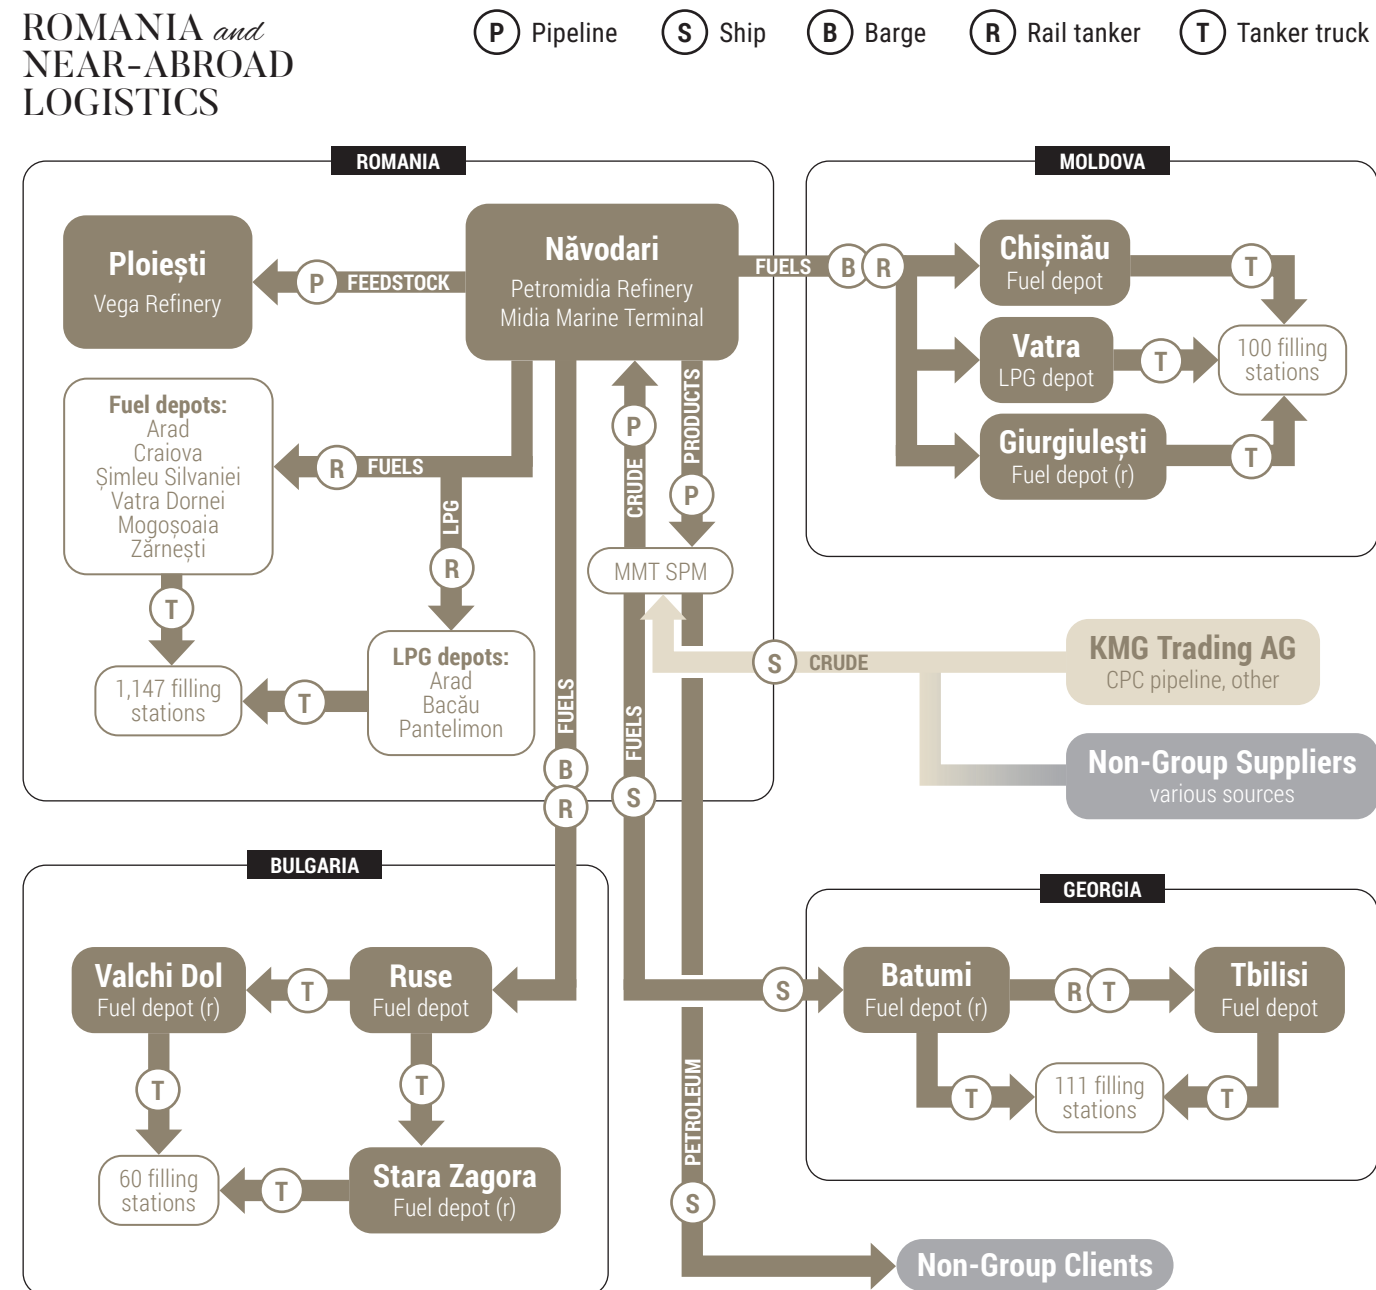 ROMANIA and
NEAR-ABROAD
LOGISTICS
P Pipeline
S Ship
B Barge
R Rail tanker
T Tanker truck
ROMANIA
Ploiești
Vega Refinery
P FEEDSTOCK
Năvodari
Petromidia Refinery
Midia Marine Terminal
FUELS B R
Fuel depots:
Arad
Craiova
Șimleu Silvaniei
Vatra Dornei
Mogoșoaia
Zărnești
R FUELS
LPG
R
T
1,147 filling
stations
T
LPG depots:
Arad
Bacău
Pantelimon
FUELS
B
R
P
CRUDE
PRODUCTS
P
MMT SPM
FUELS
S
MOLDOVA
Chișinău
Fuel depot
T
Vatra
LPG depot
T
100 filling
stations
Giurgiulești
Fuel depot (r)
T
S CRUDE
KMG Trading AG
CPC pipeline, other
Non-Group Suppliers
various sources
BULGARIA
Valchi Dol
Fuel depot (r)
T
Ruse
Fuel depot
T
T
60 filling
stations
T
Stara Zagora
Fuel depot (r)
GEORGIA
S
Batumi
Fuel depot (r)
R T
Tbilisi
Fuel depot
T
111 filling
stations
T
PETROLEUM
S
Non-Group Clients